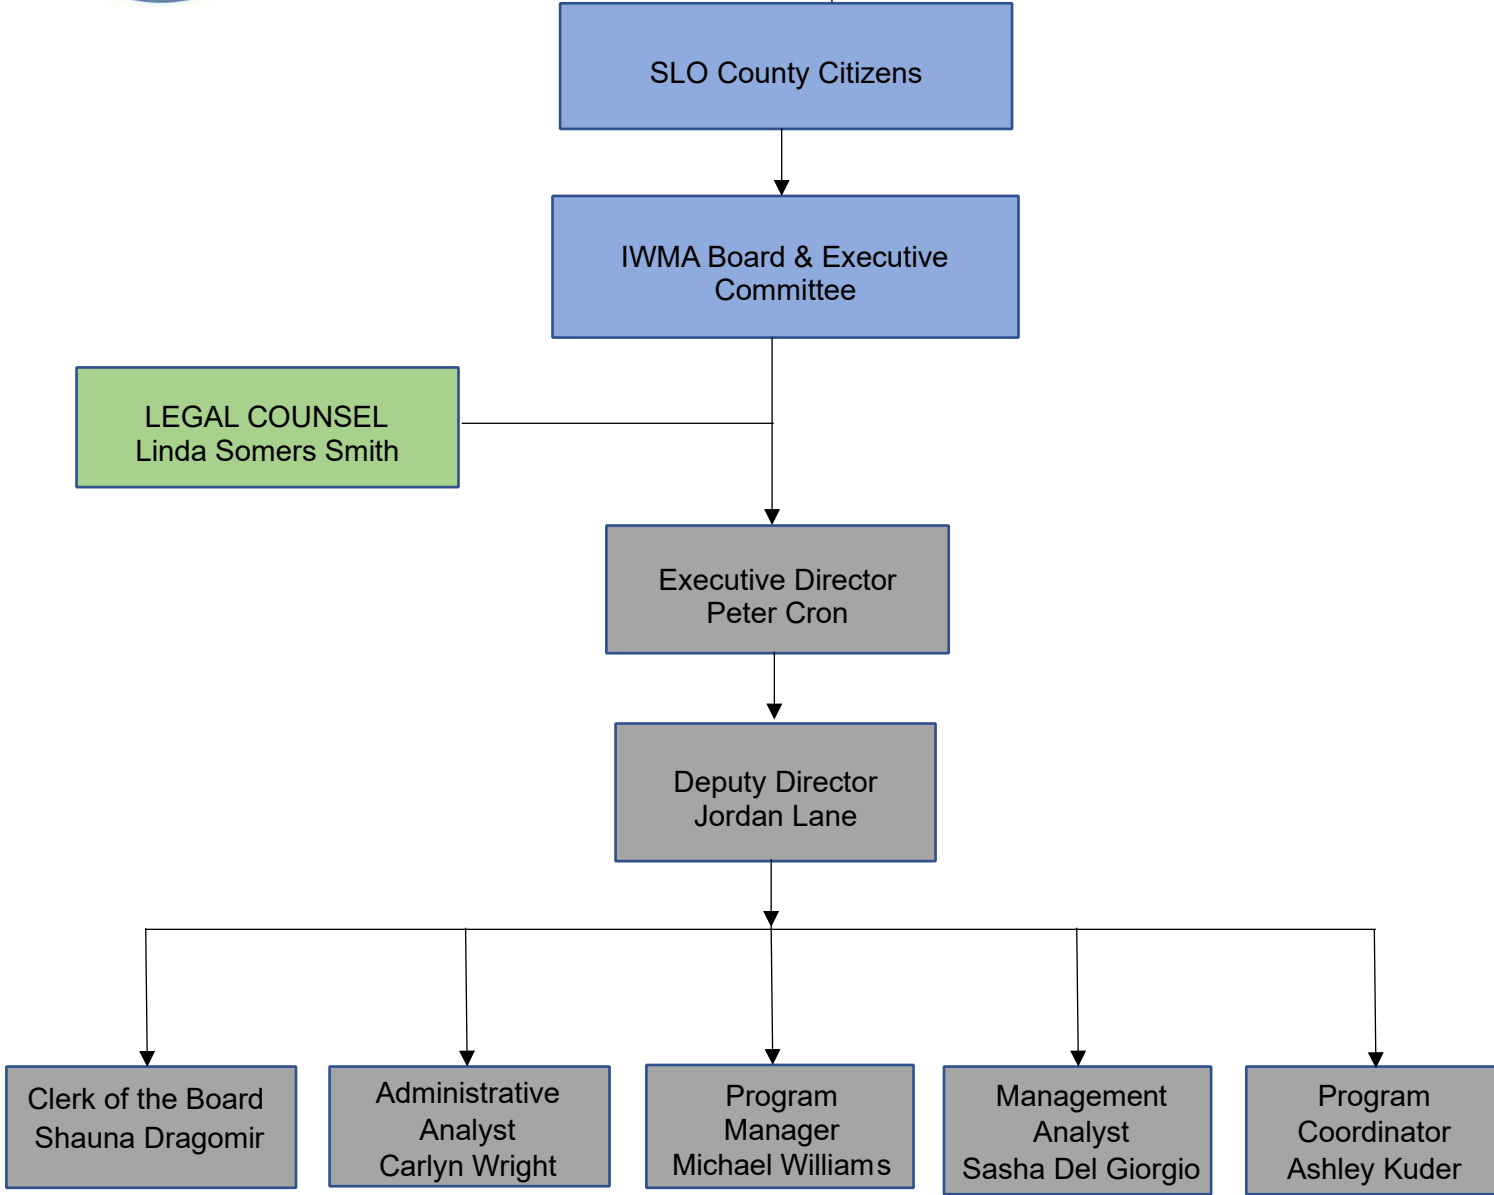 SLO County Citizens
IWMA Board & Executive
Committee
LEGAL COUNSEL
Linda Somers Smith
Executive Director
Peter Cron
Deputy Director
Jordan Lane
Clerk of the Board
Shauna Dragomir
Administrative
Analyst
Carlyn Wright
Program
Manager
Michael Williams
Management
Analyst
Sasha Del Giorgio
Program
Coordinator
Ashley Kuder